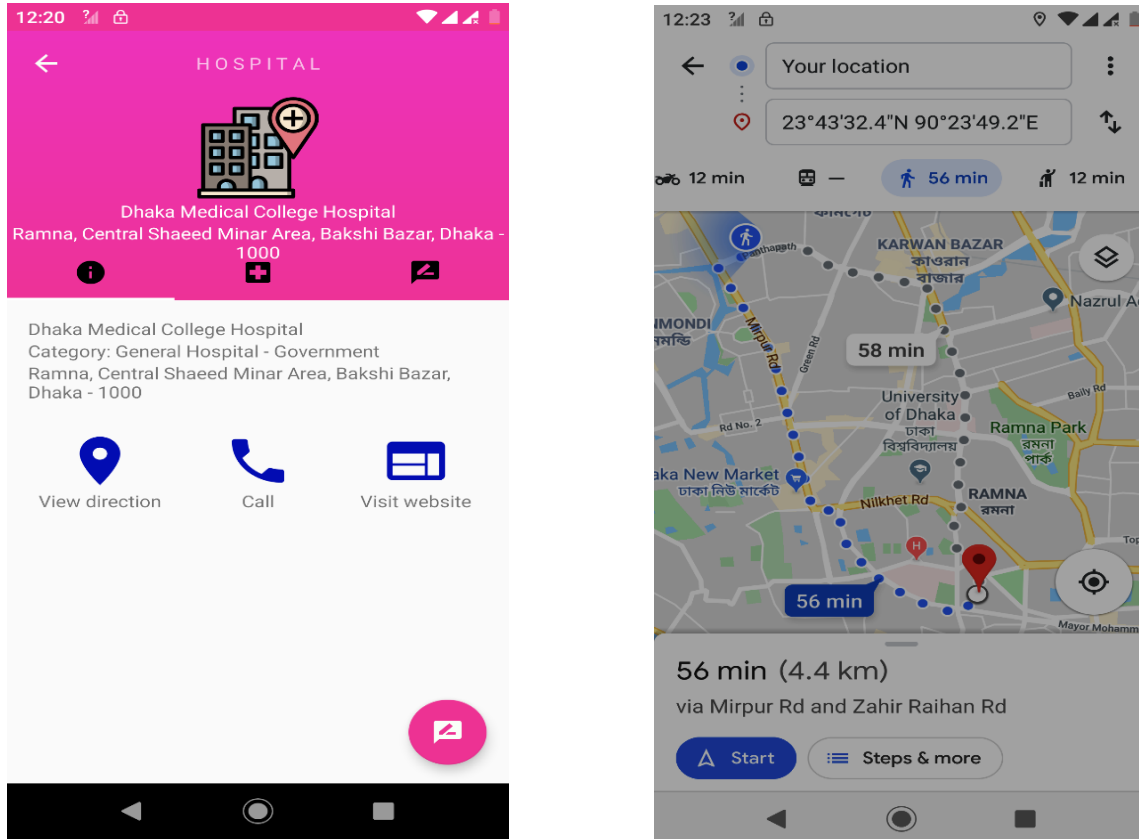 12:20
HOSPITAL
Dhaka Medical College Hospital
Ramna, Central Shaeed Minar Area, Bakshi Bazar, Dhaka -
1000
Dhaka Medical College Hospital
Category: General Hospital - Government
Ramna, Central Shaeed Minar Area, Bakshi Bazar,
Dhaka - 1000
View direction
Call
Visit website
12:23
Your location
23°43'32.4"N 90°23'49.2"E
12 min
—
56 min
12 min
Panthapath
KARWAN BAZAR
কাওরান
বাজার
Nazrul
Mirpur Rd
Green Rd
58 min
University
of Dhaka
ঢাকা
বিশ্ববিদ্যালয়
Baily Rd
Ramna Park
রমনা
পার্ক
Rd No. 2
New Market
ঢাকা নিউ মার্কেট
Nilkhet Rd
RAMNA
রমনা
H
56 min
Mayor
56 min (4.4 km)
via Mirpur Rd and Zahir Raihan Rd
Start
Steps & more